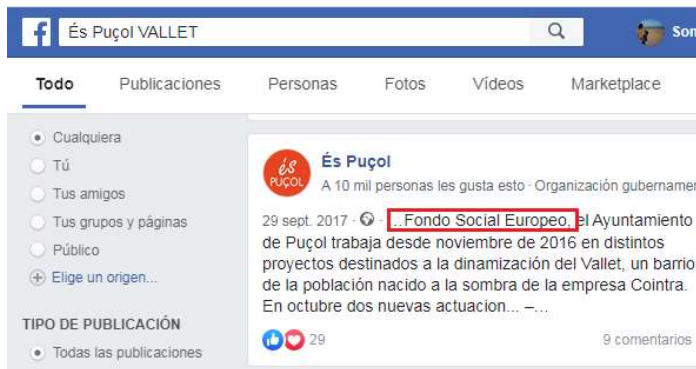 f És Puçol VALLET Son
Todo Publicaciones Personas Fotos Vídeos Marketplace
Cualquiera
Tú
Tus amigos
Tus grupos y páginas
Público
Elige un origen...
TIPO DE PUBLICACIÓN
Todas las publicaciones
és PUÇOL
És Puçol
A 10 mil personas les gusta esto · Organización gubernamen
29 sept. 2017 · ...Fondo Social Europeo, el Ayuntamiento
de Puçol trabaja desde noviembre de 2016 en distintos
proyectos destinados a la dinamización del Vallet, un barrio
de la población nacido a la sombra de la empresa Cointra.
En octubre dos nuevas actuacion... –...
29 9 comentarios